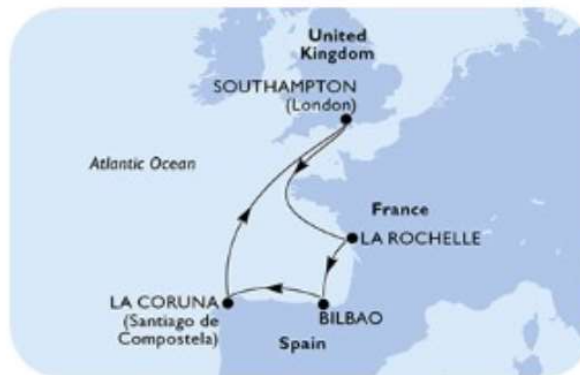 United
Kingdom
SOUTHAMPTON
(London)
Atlantic Ocean
France
LA ROCHELLE
LA CORUNA
(Santiago de
Compostela)
BILBAO
Spain